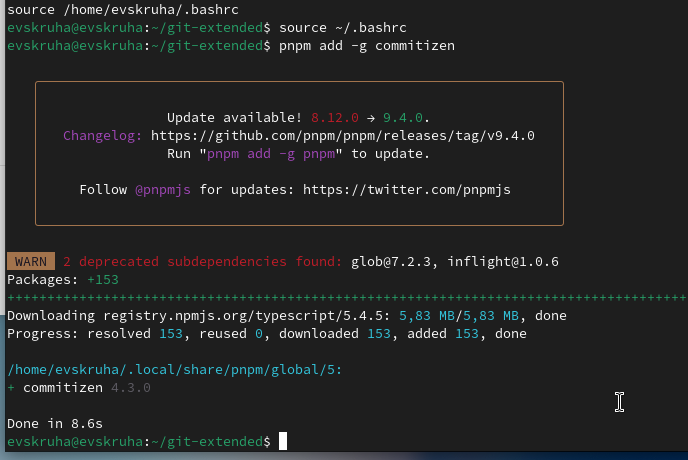 source /home/evskruha/.bashrc
evskruha@evskruha:~/git-extended$ source ~/.bashrc
evskruha@evskruha:~/git-extended$ pnpm add -g commitizen
Update available! 8.12.0 → 9.4.0.
Changelog: https://github.com/pnpm/pnpm/releases/tag/v9.4.0
Run "pnpm add -g pnpm" to update.
Follow @pnpmjs for updates: https://twitter.com/pnpmjs
WARN 2 deprecated subdependencies found: glob@7.2.3, inflight@1.0.6
Packages: +153
++++++++++++++++++++++++++++++++++++++++++++++++++++++++++++++++++++++++++++++++++++
Downloading registry.npmjs.org/typescript/5.4.5: 5,83 MB/5,83 MB, done
Progress: resolved 153, reused 0, downloaded 153, added 153, done
/home/evskruha/.local/share/pnpm/global/5:
+ commitizen 4.3.0
Done in 8.6s
evskruha@evskruha:~/git-extended$